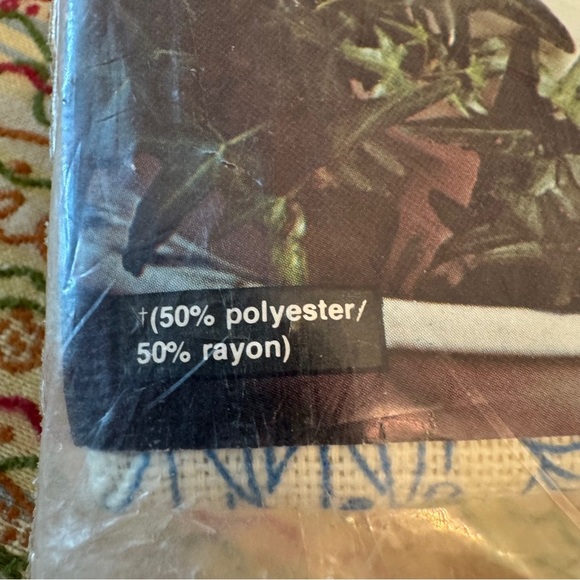 †(50% polyester/
50% rayon)